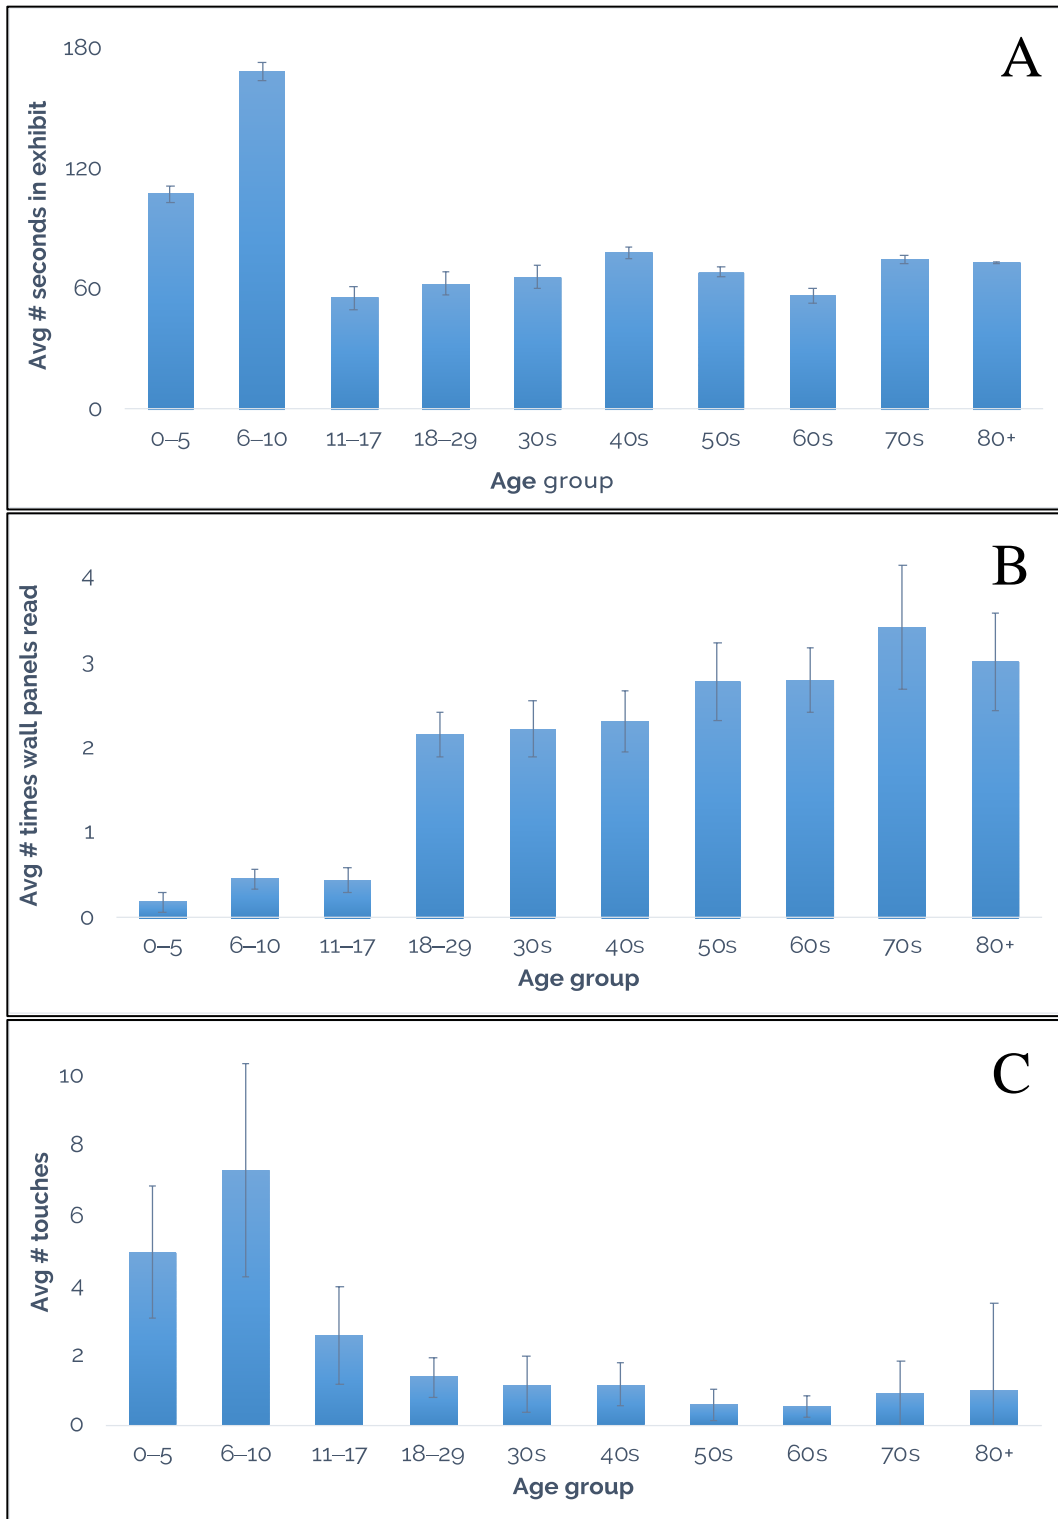 A
Avg # seconds in exhibit
180
120
60
0
0–5 6–10 11–17 18–29 30s 40s 50s 60s 70s 80+
Age group
B
Avg # times wall panels read
4
3
2
1
0
0–5 6–10 11–17 18–29 30s 40s 50s 60s 70s 80+
Age group
C
Avg # touches
10
8
6
4
2
0
0–5 6–10 11–17 18–29 30s 40s 50s 60s 70s 80+
Age group